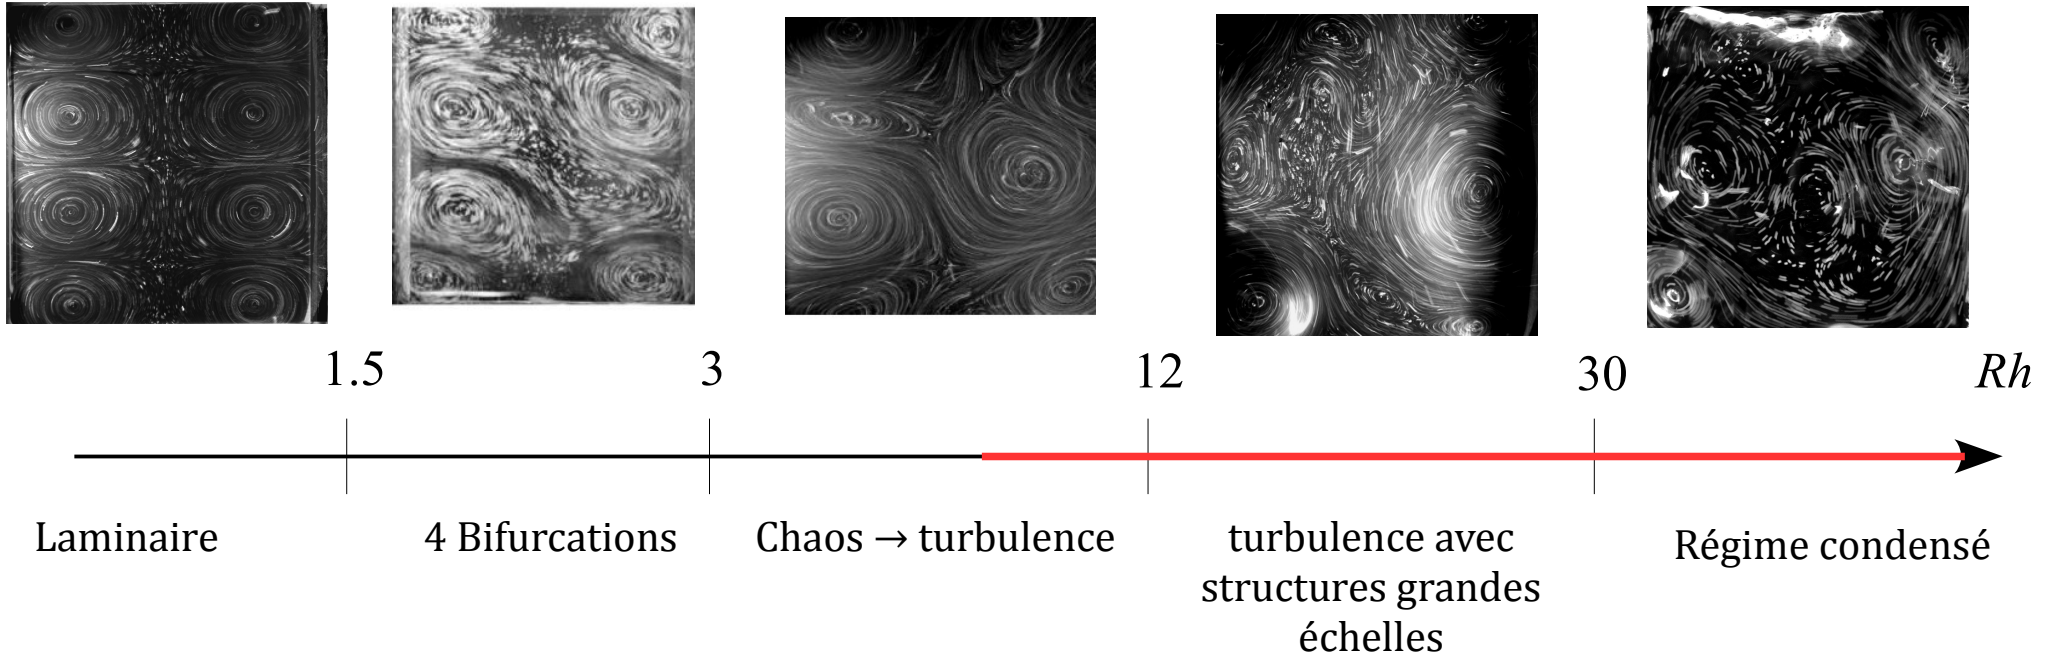 1.5 3 12 30 Rh
Laminaire
4 Bifurcations
Chaos → turbulence
turbulence avec
structures grandes
échelles
Régime condensé